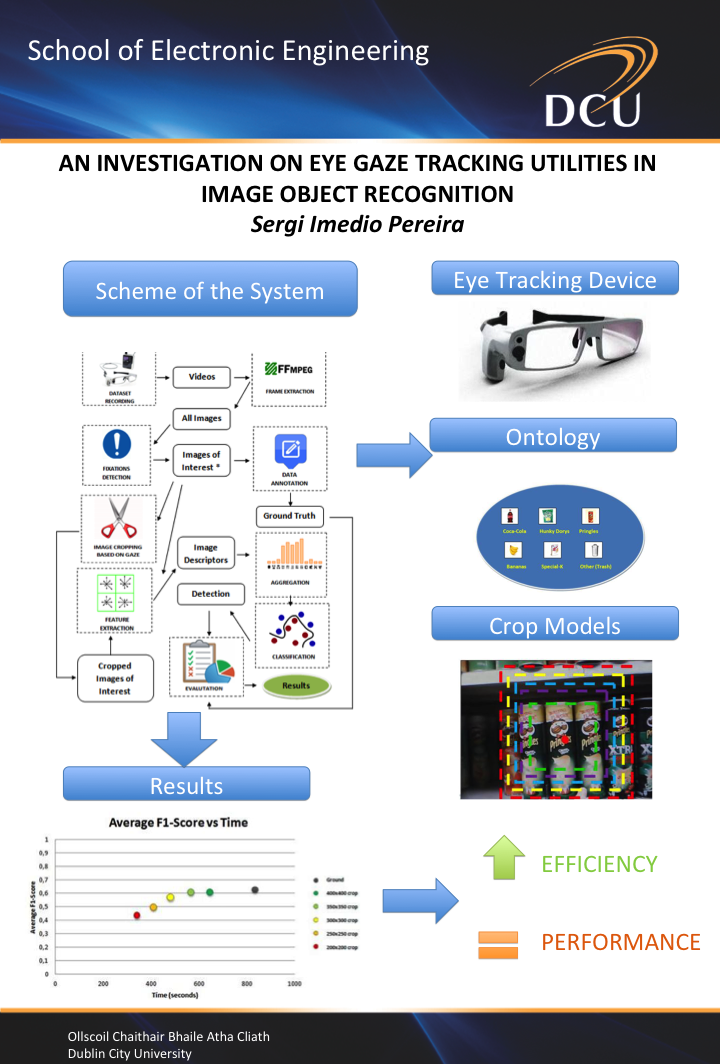 School of Electronic Engineering
DCU
AN INVESTIGATION ON EYE GAZE TRACKING UTILITIES IN
IMAGE OBJECT RECOGNITION
Sergi Imedio Pereira
Scheme of the System
DATASET
RECORDING
Videos
FFMPEG
FRAME EXTRACTION
All Images
FIXATIONS
DETECTION
Images of
Interest *
DATA
ANNOTATION
Ground Truth
IMAGE CROPPING
BASED ON GAZE
Image
Descriptors
AGGREGATION
FEATURE
EXTRACTION
Detection
CLASSIFICATION
Cropped
Images of
Interest
EVALUTATION
Results
Eye Tracking Device
Ontology
Coca-Cola
Hunky Dorys
Pringles
Bananas
Special-K
Other (Trash)
Crop Models
Pringles
Pringles
XTR
Results
Average F1-Score vs Time
Average F1-Score
1
0,9
0,8
0,7
0,6
0,5
0,4
0,3
0,2
0,1
0
0
200
400
600
800
1000
Time (seconds)
Ground
400x400 crop
350x350 crop
300x300 crop
250x250 crop
200x200 crop
EFFICIENCY
PERFORMANCE
Ollscoil Chaithair Bhaile Atha Cliath
Dublin City University